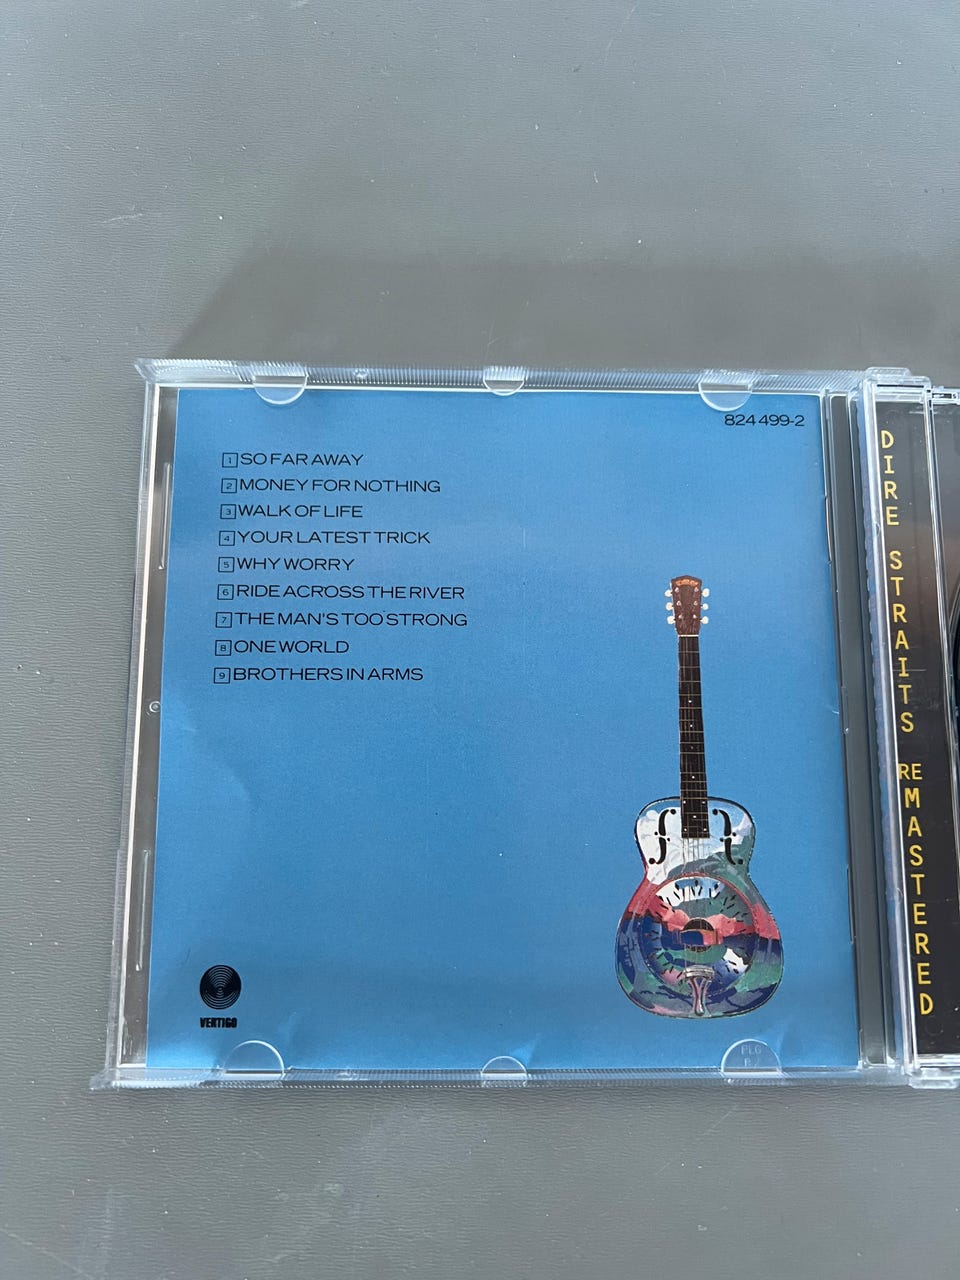 824 499-2
1 SO FAR AWAY
2 MONEY FOR NOTHING
3 WALK OF LIFE
4 YOUR LATEST TRICK
5 WHY WORRY
6 RIDE ACROSS THE RIVER
7 THE MAN'S TOO STRONG
8 ONE WORLD
9 BROTHERS IN ARMS
VERTIGO
DIRE STRAITS REMASTERED